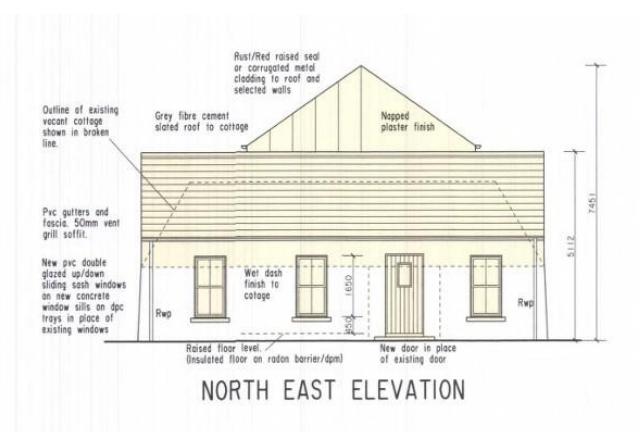 Rust/Red raised seal
or corrugated metal
cladding to roof and
selected walls
Outline of existing
vacant cottage
shown in broken
line.
Grey fibre cement
slated roof to cottage
Napped
plaster finish
7451
5112
Pvc gutters and
fascia. 50mm vent
grill soffit.
New pvc double
glazed up/down
sliding sash windows
on new concrete
window sills on dpc
trays in place of
existing windows
Rwp
Wet dash
finish to
cotage
1650
450
Rwp
Raised floor level.
(Insulated floor on radon barrier/dpm)
New door in place
of existing door
NORTH EAST ELEVATION